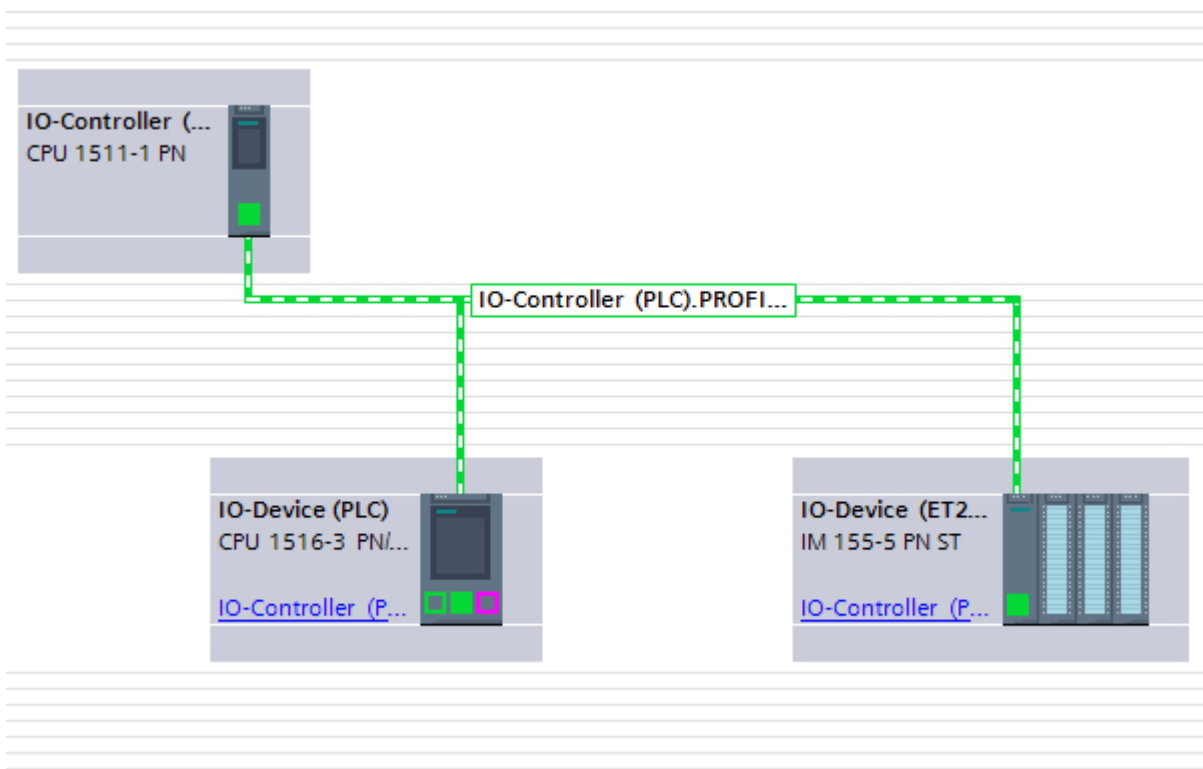 IO-Controller (...
CPU 1511-1 PN
IO-Controller (PLC).PROFI...
IO-Device (PLC)
CPU 1516-3 PN/...
IO-Controller (P...
IO-Device (ET2...
IM 155-5 PN ST
IO-Controller (P...